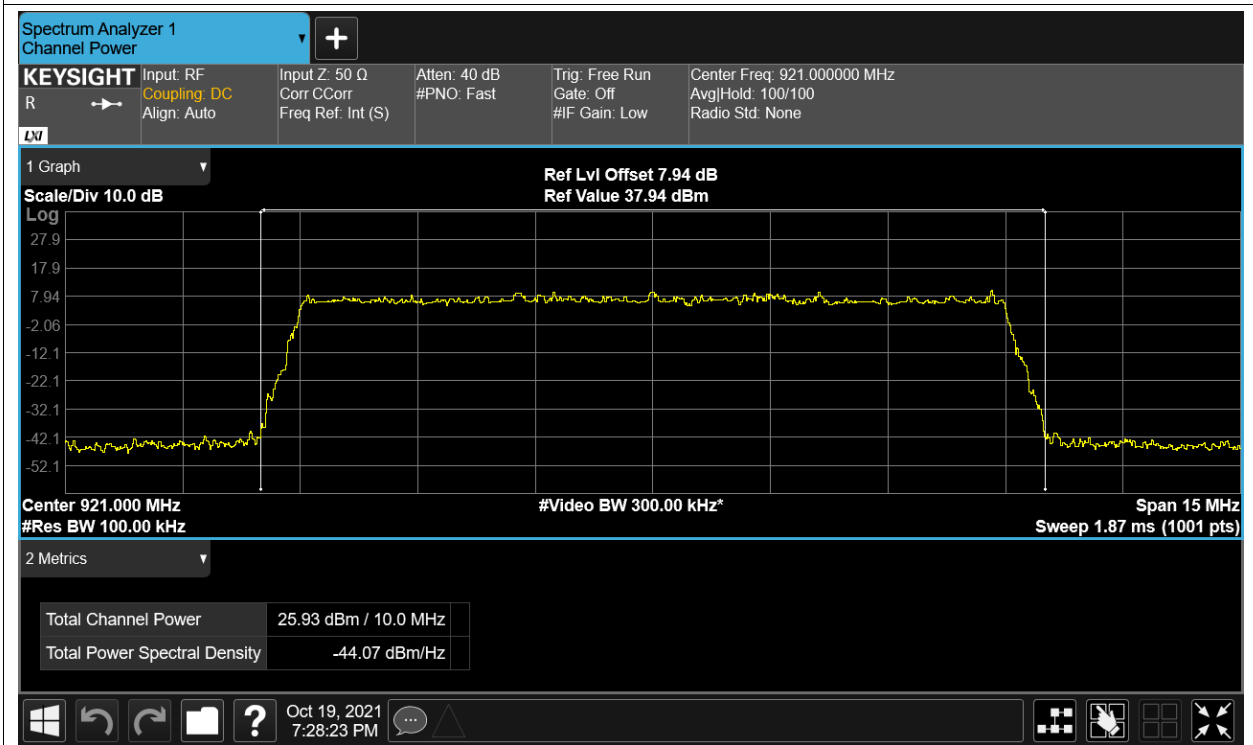 Spectrum Analyzer 1
Channel Power
▼
+
KEYSIGHT Input: RF Input Z: 50 Ω Atten: 40 dB Trig: Free Run Center Freq: 921.000000 MHz
R Coupling: DC Corr CCorr #PNO: Fast Gate: Off Avg|Hold: 100/100
Align: Auto Freq Ref: Int (S) #IF Gain: Low Radio Std: None
LXI
1 Graph ▼ Ref Lvl Offset 7.94 dB
Scale/Div 10.0 dB Ref Value 37.94 dBm
Log
27.9
17.9
7.94
-2.06
-12.1
-22.1
-32.1
-42.1
-52.1
Center 921.000 MHz #Video BW 300.00 kHz* Span 15 MHz
#Res BW 100.00 kHz Sweep 1.87 ms (1001 pts)
2 Metrics ▼
Total Channel Power 25.93 dBm / 10.0 MHz
Total Power Spectral Density -44.07 dBm/Hz
? Oct 19, 2021
7:28:23 PM